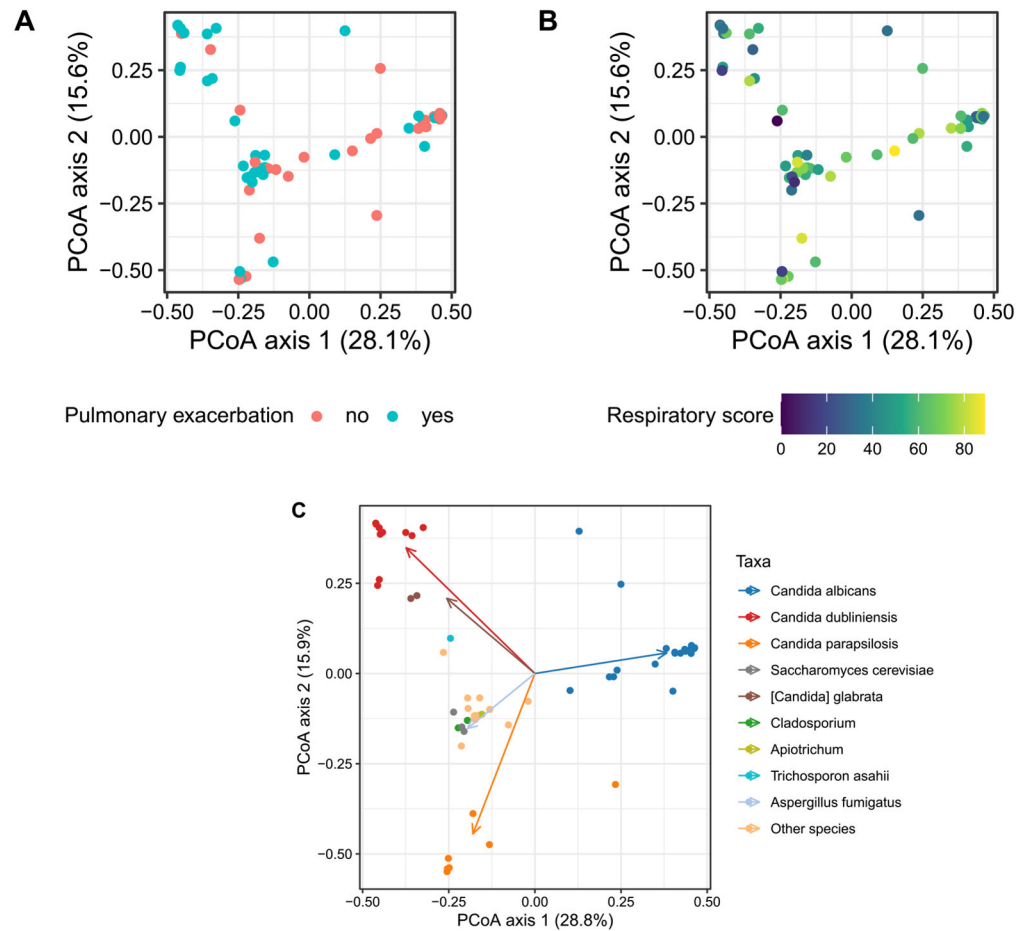 A
PCoA axis 2 (15.6%)
0.25
0.00
−0.25
−0.50
−0.50 −0.25 0.00 0.25 0.50
PCoA axis 1 (28.1%)
B
PCoA axis 2 (15.6%)
0.25
0.00
−0.25
−0.50
−0.50 −0.25 0.00 0.25 0.50
PCoA axis 1 (28.1%)
Pulmonary exacerbation no yes
Respiratory score
0 20 40 60 80
C
PCoA axis 2 (15.9%)
0.25
0.00
−0.25
−0.50
−0.50 −0.25 0.00 0.25 0.50
PCoA axis 1 (28.8%)
Taxa
Candida albicans
Candida dubliniensis
Candida parapsilosis
Saccharomyces cerevisiae
[Candida] glabrata
Cladosporium
Apiotrichum
Trichosporon asahii
Aspergillus fumigatus
Other species